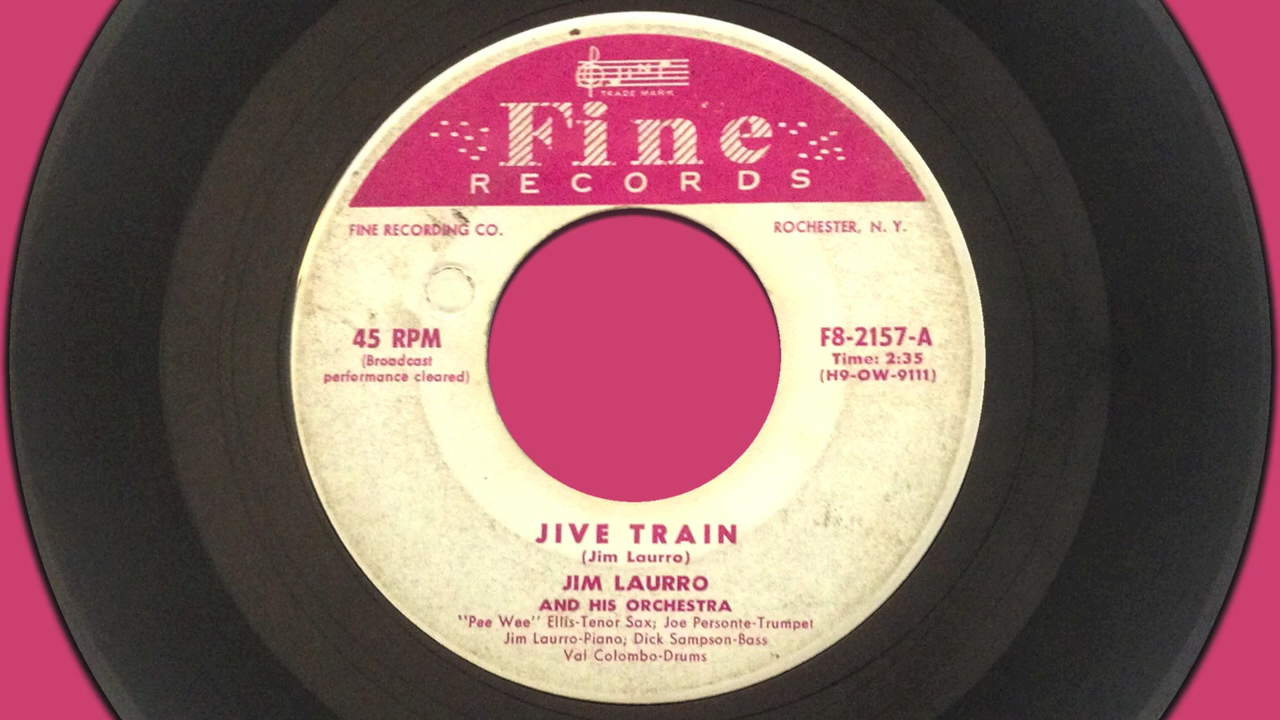 FINE
TRADE MARK
Fine
RECORDS
FINE RECORDING CO.
ROCHESTER, N. Y.
45 RPM
(Broadcast
performance cleared)
F8-2157-A
Time: 2:35
(H9-OW-9111)
JIVE TRAIN
(Jim Laurro)
JIM LAURRO
AND HIS ORCHESTRA
"Pee Wee" Ellis-Tenor Sax; Joe Personte-Trumpet
Jim Laurro-Piano; Dick Sampson-Bass
Val Colombo-Drums